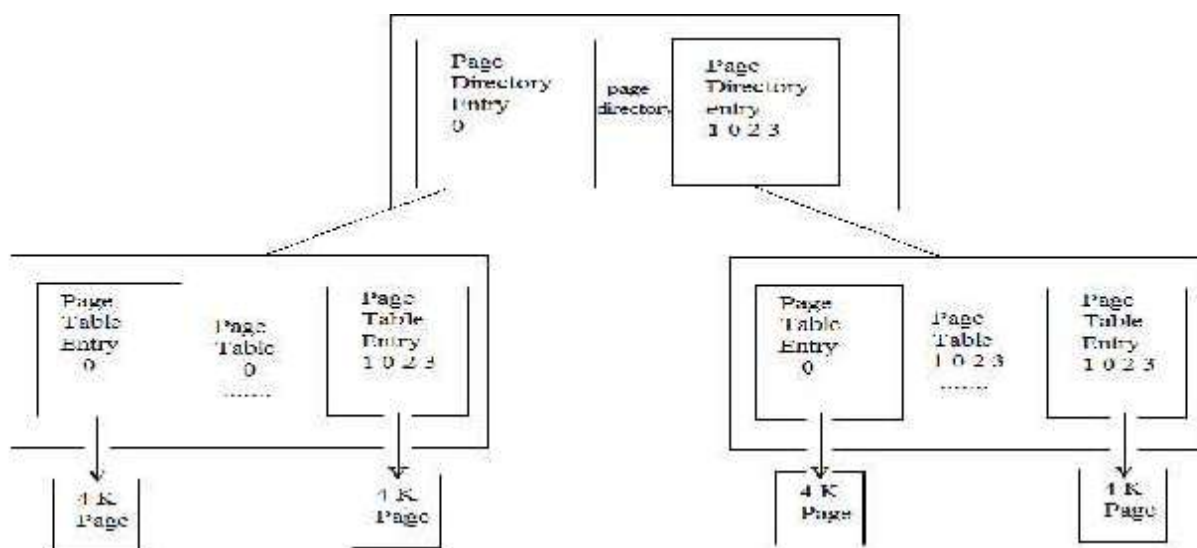 Page
Directory
Entry
0
page
directory
Page
Directory
entry
1 0 2 3
Page
Table
Entry
0
Page
Table
0
.......
Page
Table
Entry
1 0 2 3
Page
Table
Entry
0
Page
Table
1 0 2 3
.......
Page
Table
Entry
1 0 2 3
4 K
Page
4 K
Page
4 K
Page
4 K
Page